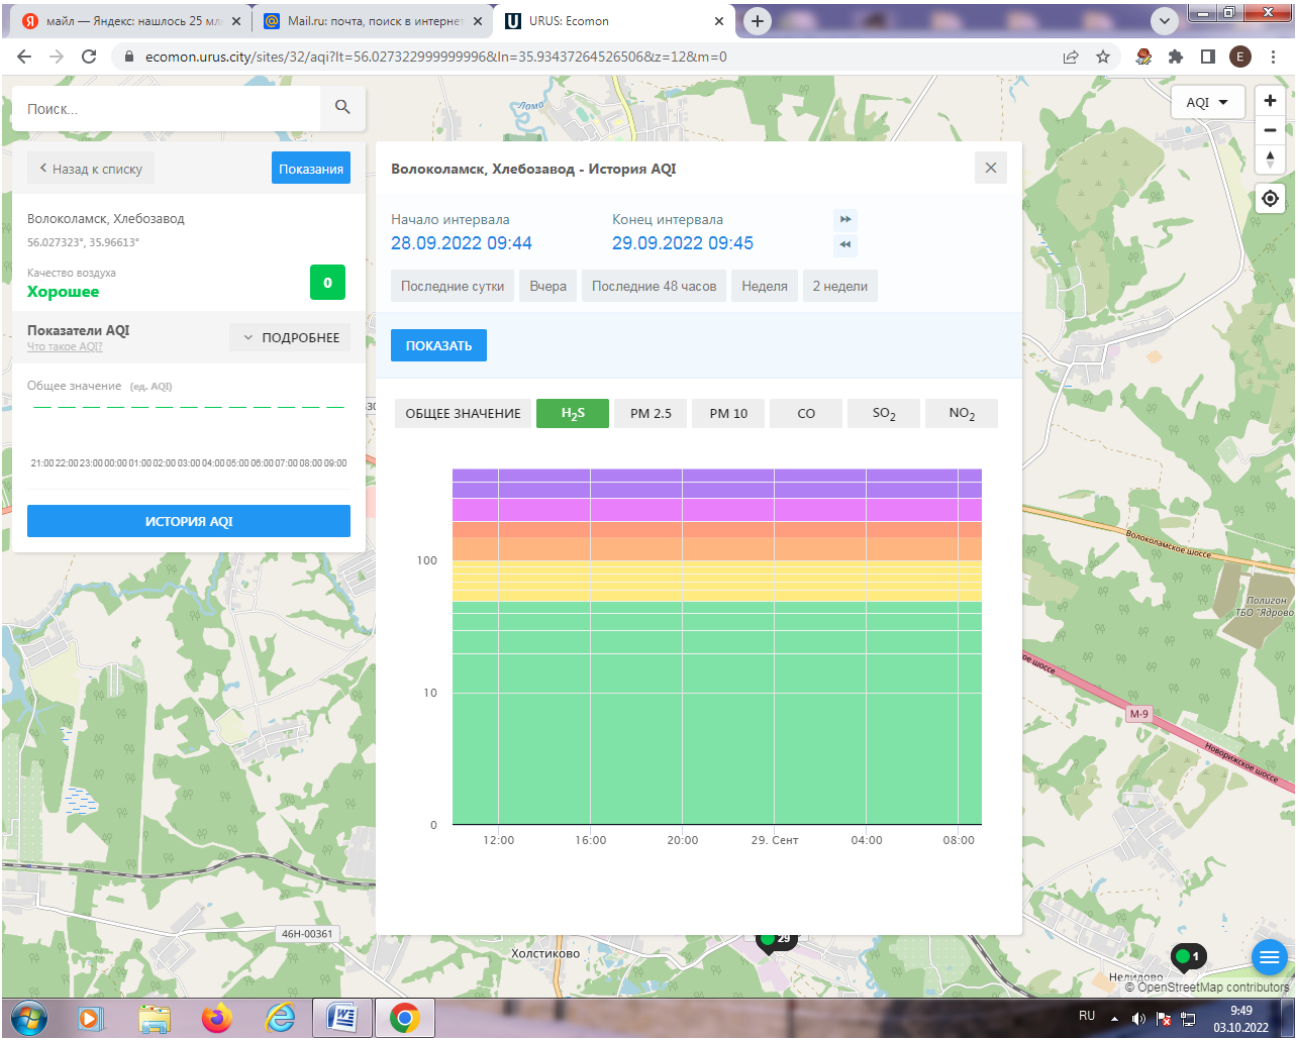 майл — Яндекс: нашлось 25 мл
Mail.ru: почта, поиск в интернет
URUS: Ecomon
ecomon.urus.city/sites/32/aqi?lt=56.027322999999996&ln=35.93437264526506&z=12&m=0
E
Поиск...
AQI
Назад к списку
Показания
Волоколамск, Хлебозавод
56.027323°, 35.96613°
Качество воздуха
Хорошее
0
Показатели AQI
Что такое AQI?
ПОДРОБНЕЕ
Общее значение (ед. AQI)
21:00 22:00 23:00 00:00 01:00 02:00 03:00 04:00 05:00 06:00 07:00 08:00 09:00
ИСТОРИЯ AQI
Волоколамск, Хлебозавод - История AQI
Начало интервала
Конец интервала
28.09.2022 09:44
29.09.2022 09:45
Последние сутки
Вчера
Последние 48 часов
Неделя
2 недели
ПОКАЗАТЬ
ОБЩЕЕ ЗНАЧЕНИЕ
H2S
PM 2.5
PM 10
CO
SO2
NO2
100
10
0
12:00
16:00
20:00
29. Сент
04:00
08:00
Лама
Волоколамское шоссе
Полигон
ТБО "Ядрово
М-9
Новорижское шоссе
46Н-00361
Холстиково
29
1
Нелидово
© OpenStreetMap contributors
RU
9:49
03.10.2022